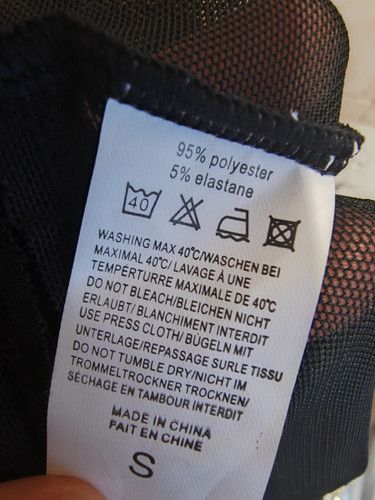 95% polyester
5% elastane
40
WASHING MAX 40℃/WASCHEN BEI
MAXIMAL 40℃/LAVAGE À UNE
TEMPERTURRE MAXIMALE DE 40℃
DO NOT BLEACH/BLEICHEN NICHT
ERLAUBT/ BLANCHIMENT INTERDIT
USE PRESS CLOTH/ BÜGELN MIT
UNTERLAGE/REPASSAGE SURLE TISSU
DO NOT TUMBLE DRY/NICHT IM
TROMMELTROCKNER TROCKNEN/
SÉCHAGE EN TAMBOUR INTERDIT
MADE IN CHINA
FAIT EN CHINE
S